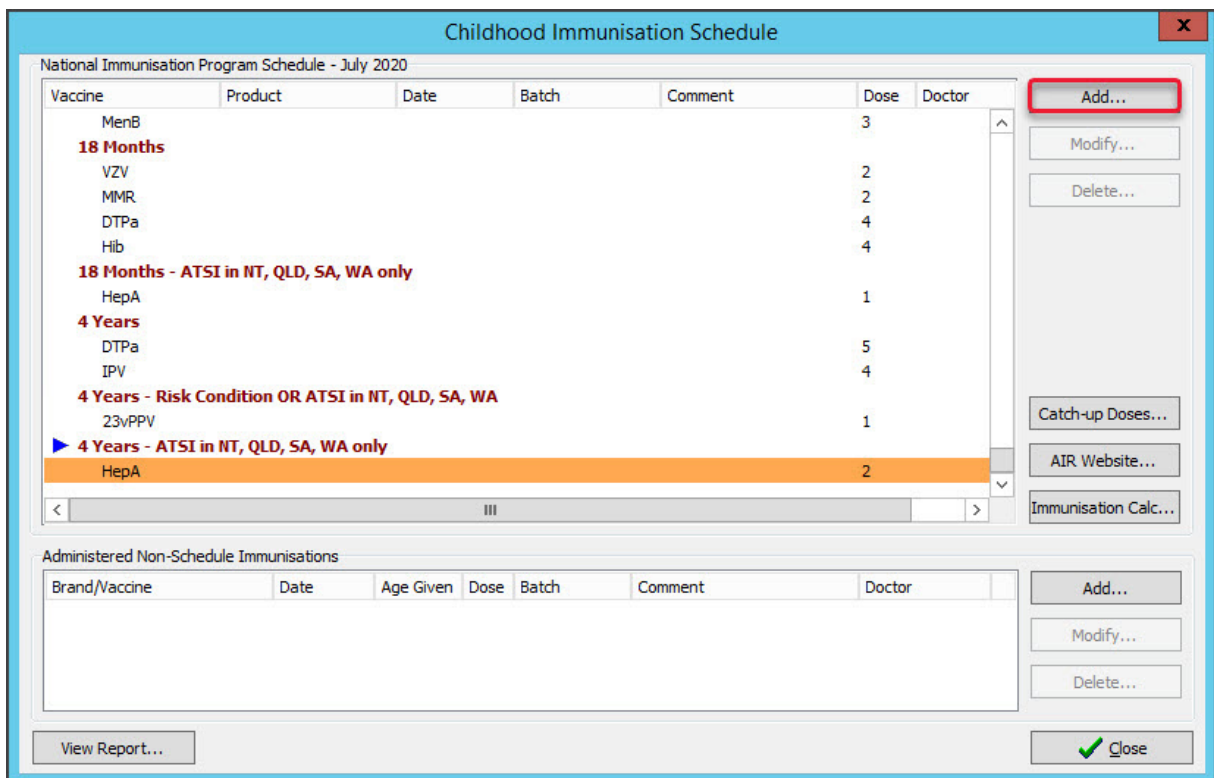 Childhood Immunisation Schedule
x
National Immunisation Program Schedule - July 2020
Vaccine Product Date Batch Comment Dose Doctor
Add...
MenB 3
18 Months
Modify...
VZV 2
MMR 2
Delete...
DTPa 4
Hib 4
18 Months - ATSI in NT, QLD, SA, WA only
HepA 1
4 Years
DTPa 5
IPV 4
4 Years - Risk Condition OR ATSI in NT, QLD, SA, WA
23vPPV 1
Catch-up Doses...
4 Years - ATSI in NT, QLD, SA, WA only
AIR Website...
HepA 2
Immunisation Calc...
Administered Non-Schedule Immunisations
Brand/Vaccine Date Age Given Dose Batch Comment Doctor
Add...
Modify...
Delete...
View Report...
Close